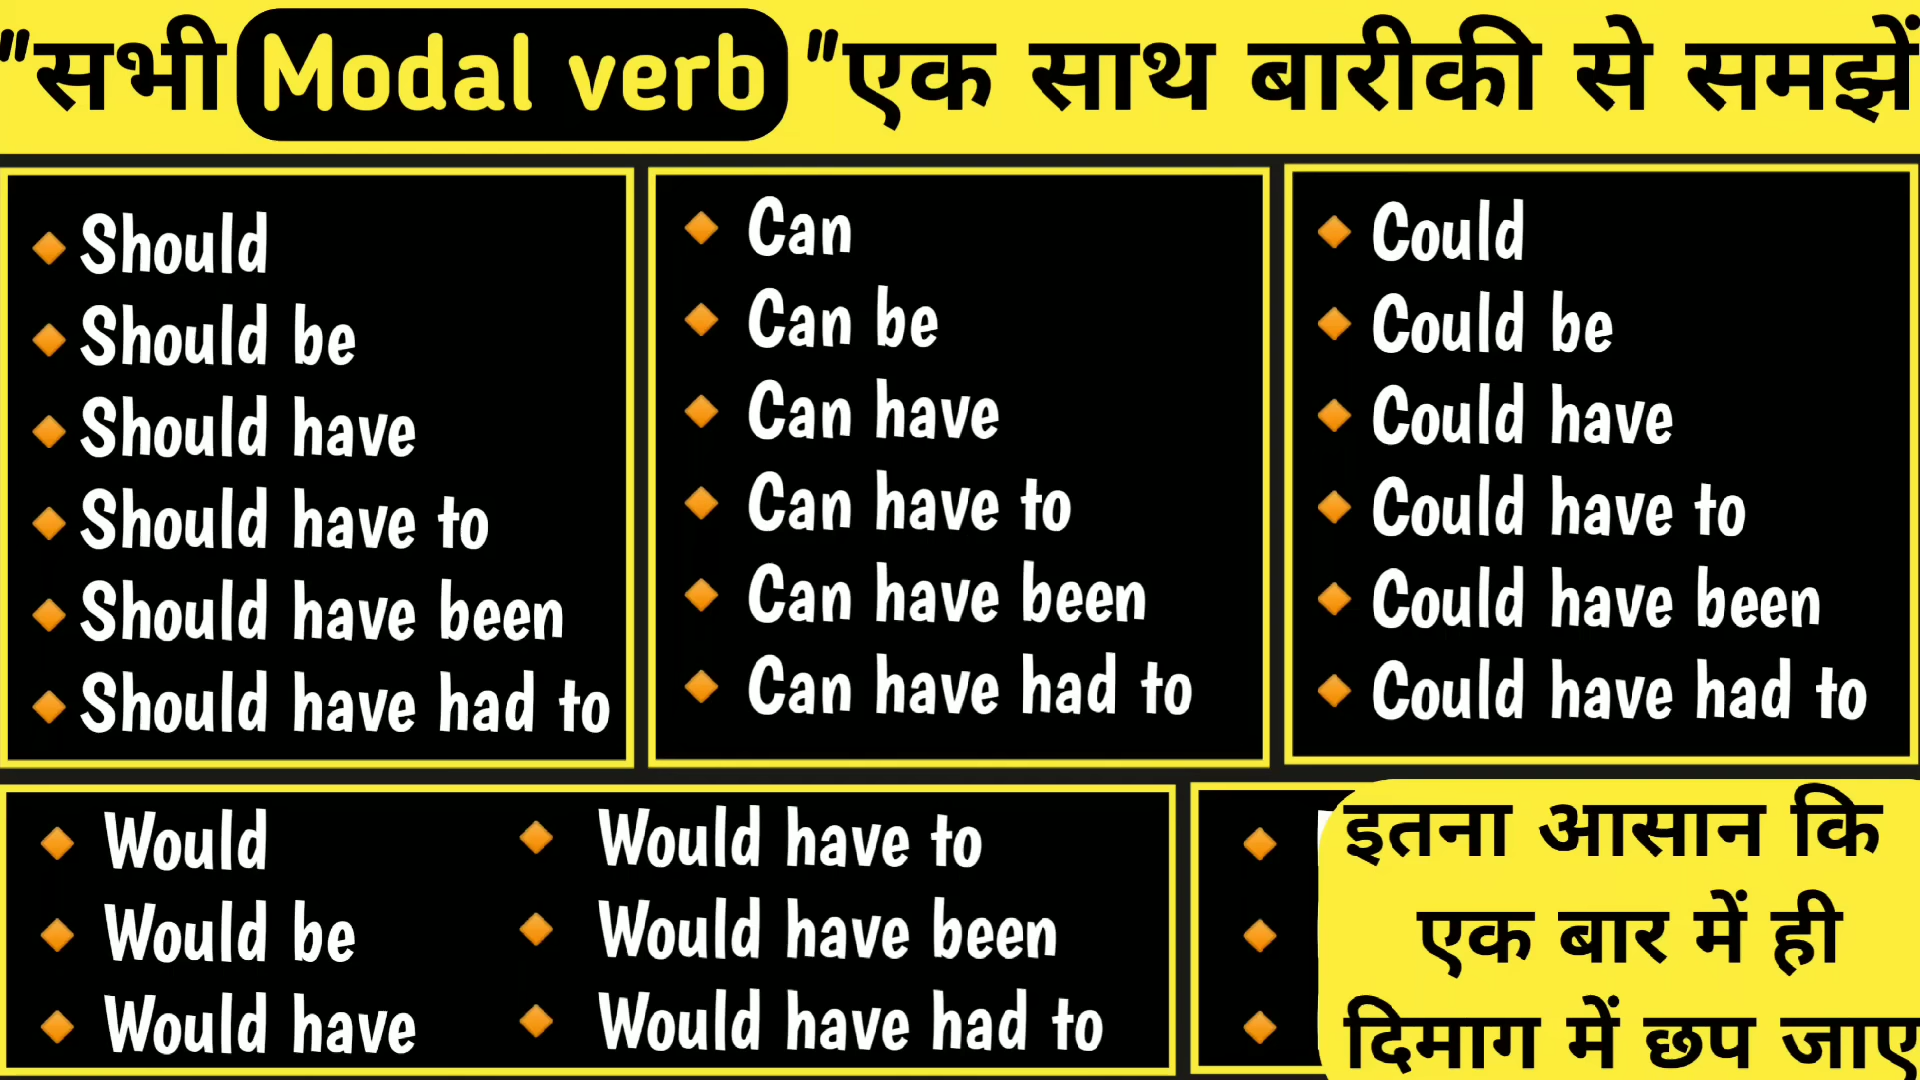 "सभी Modal verb "एक साथ बारीकी से समझें
Should
Should be
Should have
Should have to
Should have been
Should have had to
Can
Can be
Can have
Can have to
Can have been
Can have had to
Could
Could be
Could have
Could have to
Could have been
Could have had to
Would
Would be
Would have
Would have to
Would have been
Would have had to
इतना आसान कि
एक बार में ही
दिमाग में छप जाए